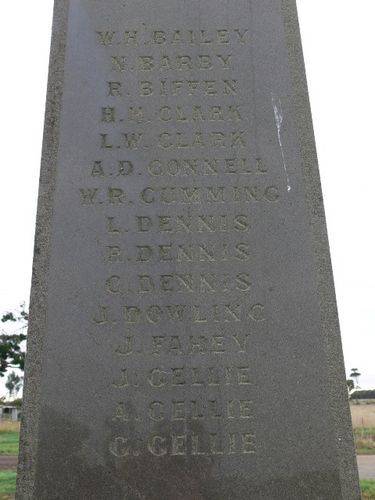 W.H. BAILEY
N. BARBY
R. BIFFEN
H.H. CLARK
L.W. CLARK
A.D. CONNELL
W.R. CUMMING
L. DENNIS
R. DENNIS
C. DENNIS
J. DOWLING
J. FAHEY
J. GELLIE
A. GELLIE
G. GELLIE